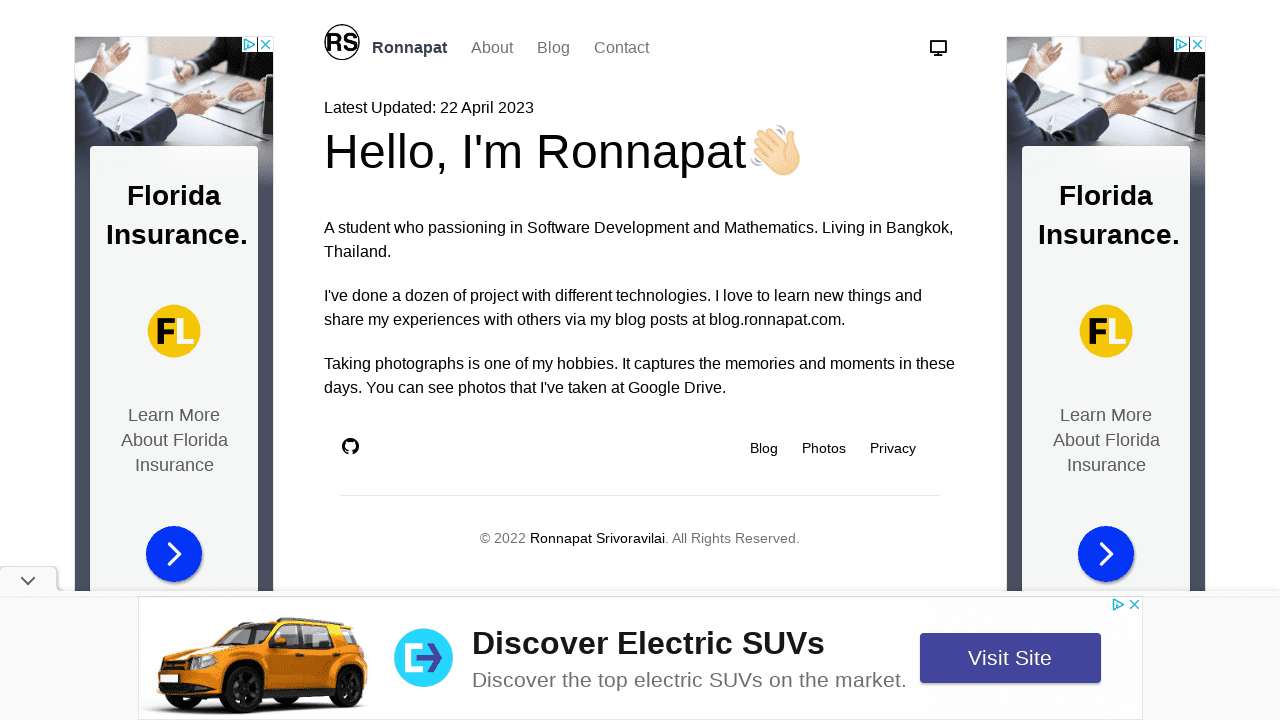 RS
Ronnapat About Blog Contact
Latest Updated: 22 April 2023
Hello, I'm Ronnapat👋🏻
A student who passioning in Software Development and Mathematics. Living in Bangkok,
Thailand.
I've done a dozen of project with different technologies. I love to learn new things and
share my experiences with others via my blog posts at blog.ronnapat.com.
Taking photographs is one of my hobbies. It captures the memories and moments in these
days. You can see photos that I've taken at Google Drive.
Blog Photos Privacy
© 2022 Ronnapat Srivoravilai. All Rights Reserved.
Florida
Insurance.
FL
Learn More
About Florida
Insurance
Florida
Insurance.
FL
Learn More
About Florida
Insurance
Discover Electric SUVs
Discover the top electric SUVs on the market.
Visit Site